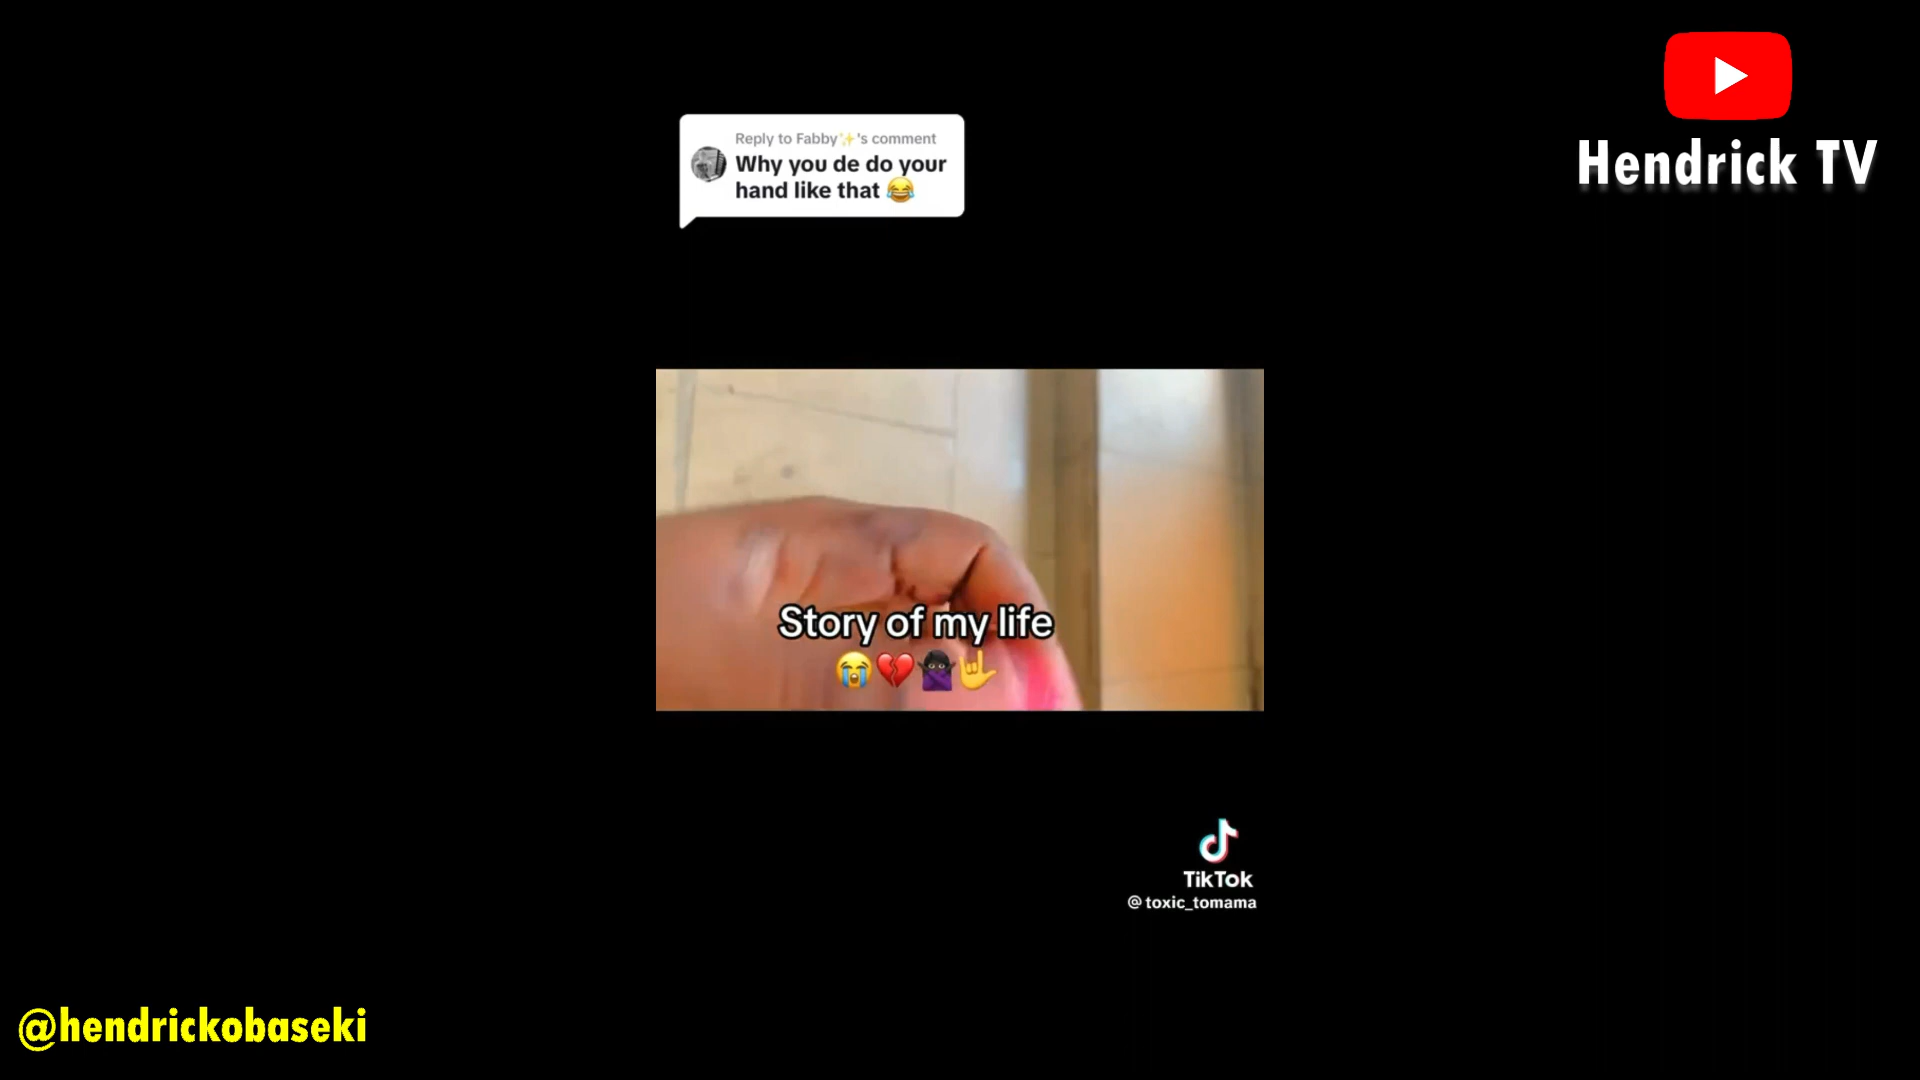 Reply to Fabby✨'s comment
Why you de do your
hand like that 😂
Hendrick TV
Story of my life
😭💔🙅🏿‍♀️🤟
TikTok
@toxic_tomama
@hendrickobaseki